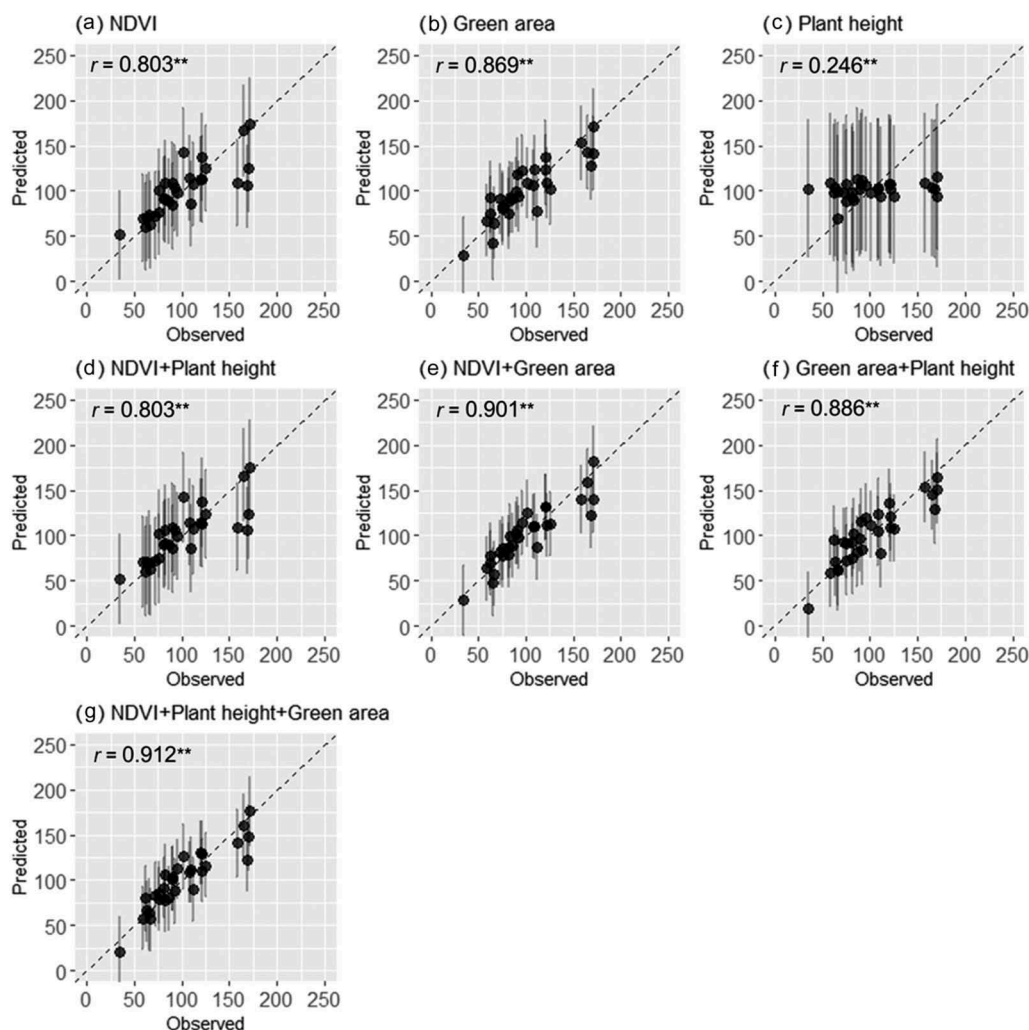 (a) NDVI
r = 0.803**
250
200
150
100
50
0
Predicted
0 50 100 150 200 250
Observed
(b) Green area
r = 0.869**
250
200
150
100
50
0
Predicted
0 50 100 150 200 250
Observed
(c) Plant height
r = 0.246**
250
200
150
100
50
0
Predicted
0 50 100 150 200 250
Observed
(d) NDVI+Plant height
r = 0.803**
250
200
150
100
50
0
Predicted
0 50 100 150 200 250
Observed
(e) NDVI+Green area
r = 0.901**
250
200
150
100
50
0
Predicted
0 50 100 150 200 250
Observed
(f) Green area+Plant height
r = 0.886**
250
200
150
100
50
0
Predicted
0 50 100 150 200 250
Observed
(g) NDVI+Plant height+Green area
r = 0.912**
250
200
150
100
50
0
Predicted
0 50 100 150 200 250
Observed